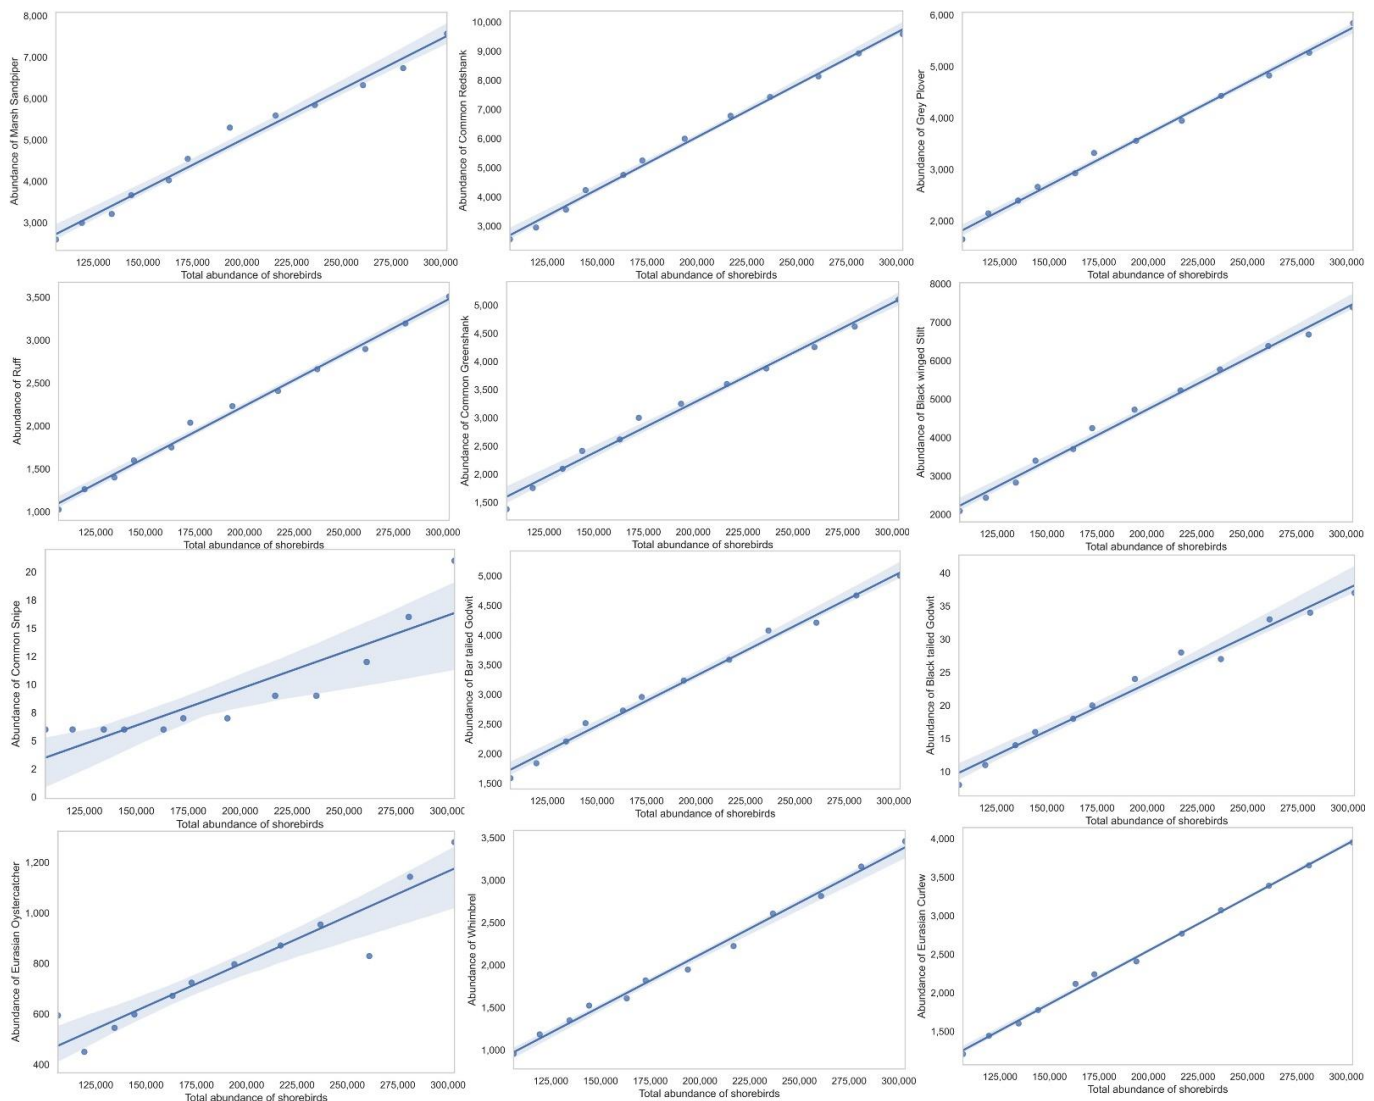 Abundance of Marsh Sandpiper
8,000
7,000
6,000
5,000
4,000
3,000
125,000 150,000 175,000 200,000 225,000 250,000 275,000 300,000
Total abundance of shorebirds
Abundance of Common Redshank
10,000
9,000
8,000
7,000
6,000
5,000
4,000
3,000
125,000 150,000 175,000 200,000 225,000 250,000 275,000 300,000
Total abundance of shorebirds
Abundance of Grey Plover
6,000
5,000
4,000
3,000
2,000
125,000 150,000 175,000 200,000 225,000 250,000 275,000 300,000
Total abundance of shorebirds
Abundance of Ruff
3,500
3,000
2,500
2,000
1,500
1,000
125,000 150,000 175,000 200,000 225,000 250,000 275,000 300,000
Total abundance of shorebirds
Abundance of Common Greenshank
5,000
4,500
4,000
3,500
3,000
2,500
2,000
1,500
125,000 150,000 175,000 200,000 225,000 250,000 275,000 300,000
Total abundance of shorebirds
Abundance of Black winged Stilt
8000
7000
6000
5000
4000
3000
2000
125,000 150,000 175,000 200,000 225,000 250,000 275,000 300,000
Total abundance of shorebirds
Abundance of Common Snipe
20
18
15
12
10
8
5
2
0
125,000 150,000 175,000 200,000 225,000 250,000 275,000 300,000
Total abundance of shorebirds
Abundance of Bar tailed Godwit
5,000
4,500
4,000
3,500
3,000
2,500
2,000
1,500
125,000 150,000 175,000 200,000 225,000 250,000 275,000 300,000
Total abundance of shorebirds
Abundance of Black tailed Godwit
40
35
30
25
20
15
10
125,000 150,000 175,000 200,000 225,000 250,000 275,000 300,000
Total abundance of shorebirds
Abundance of Eurasian Oystercatcher
1,200
1,000
800
600
400
125,000 150,000 175,000 200,000 225,000 250,000 275,000 300,000
Total abundance of shorebirds
Abundance of Whimbrel
3,500
3,000
2,500
2,000
1,500
1,000
125,000 150,000 175,000 200,000 225,000 250,000 275,000 300,000
Total abundance of shorebirds
Abundance of Eurasian Curlew
4,000
3,500
3,000
2,500
2,000
1,500
125,000 150,000 175,000 200,000 225,000 250,000 275,000 300,000
Total abundance of shorebirds